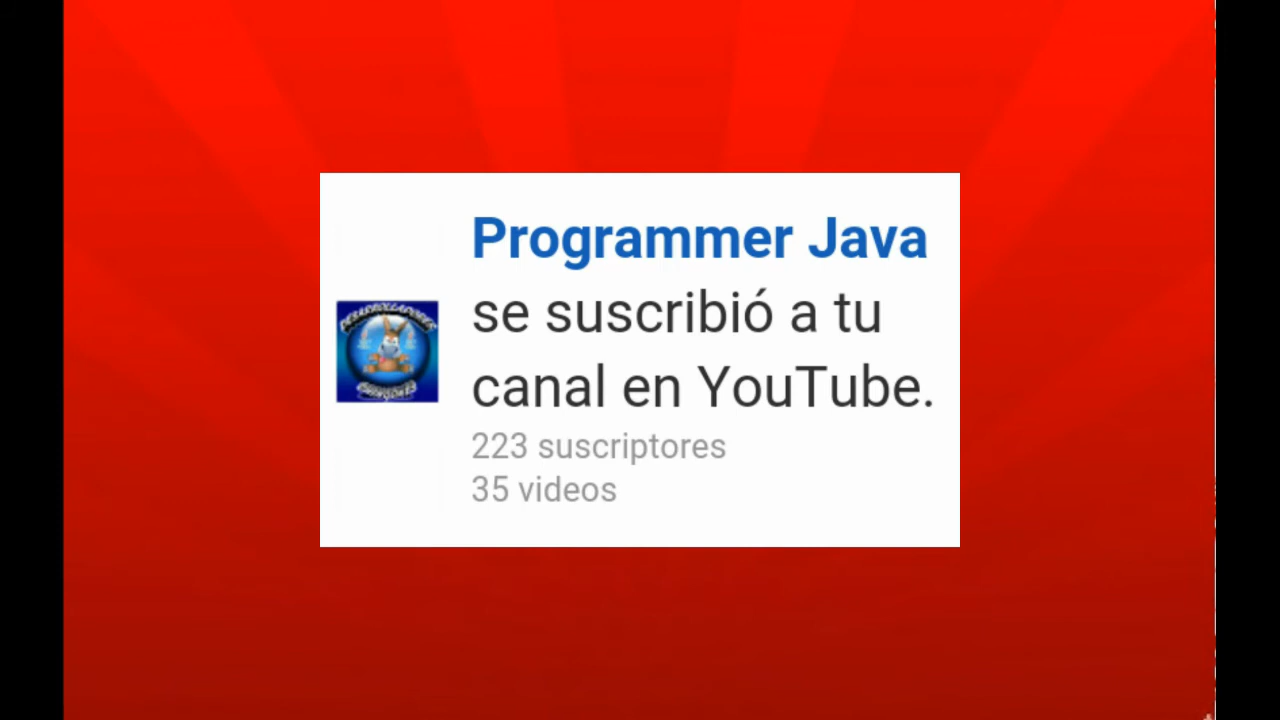 Programmer Java
se suscribió a tu
canal en YouTube.
223 suscriptores
35 videos